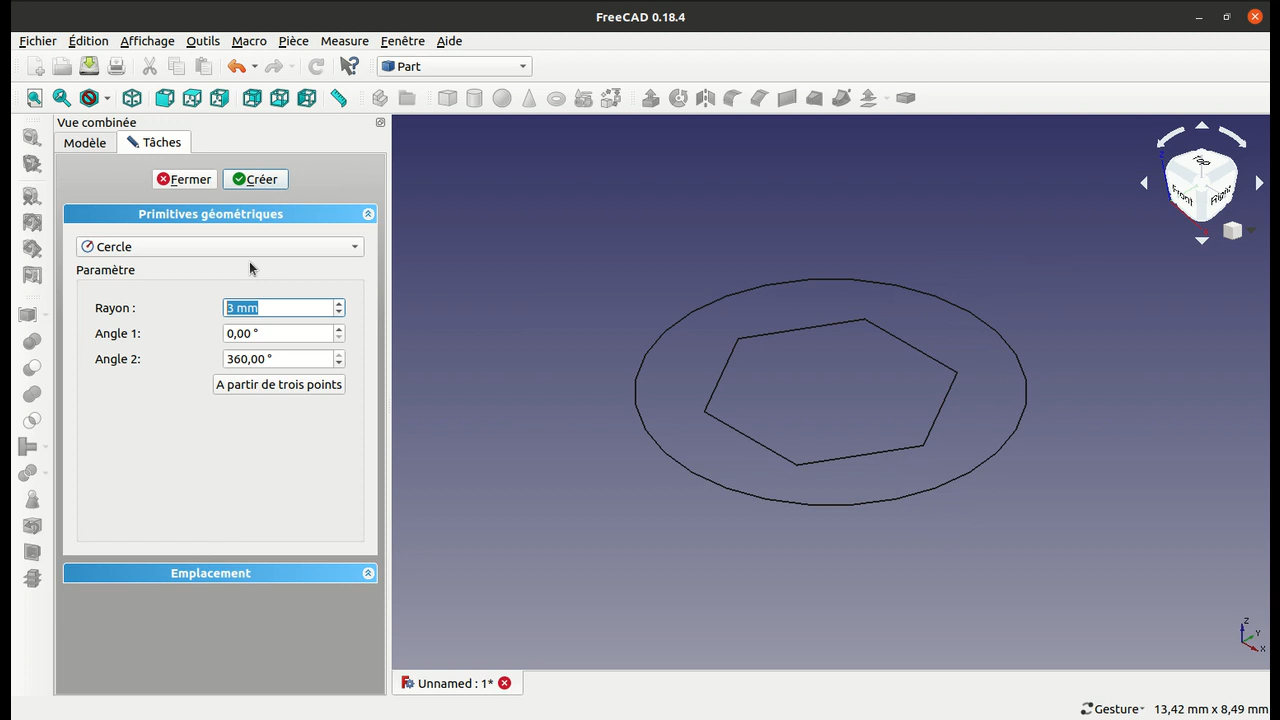 FreeCAD 0.18.4
Fichier Édition Affichage Outils Macro Pièce Measure Fenêtre Aide
Part
Vue combinée
Modèle Tâches
Fermer Créer
Primitives géométriques
Cercle
Paramètre
Rayon : 3 mm
Angle 1: 0,00 °
Angle 2: 360,00 °
A partir de trois points
Emplacement
Front Right
Z
Y
X
Unnamed : 1*
Gesture 13,42 mm x 8,49 mm